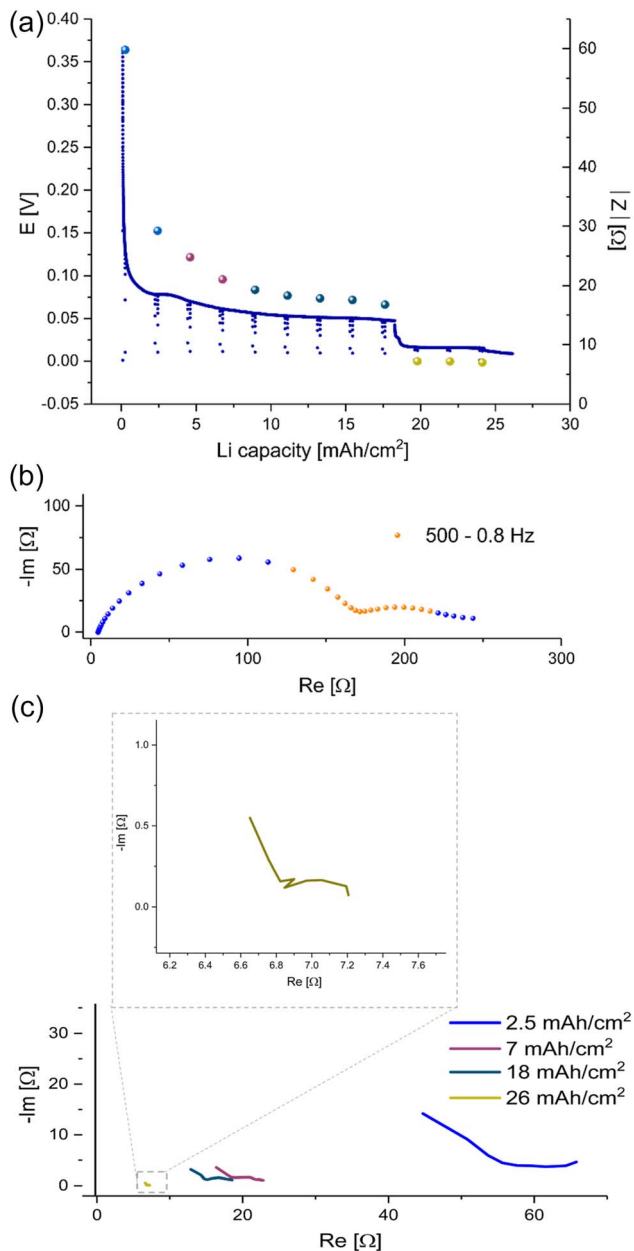 (a)
0.40
0.35
0.30
0.25
0.20
0.15
0.10
0.05
0.00
-0.05
E [V]
60
50
40
30
20
10
0
| Z | [Ω]
0 5 10 15 20 25 30
Li capacity [mAh/cm²]
(b)
100
50
0
-Im [Ω]
500 - 0.8 Hz
0 100 200 300
Re [Ω]
(c)
1.0
0.5
0.0
-Im [Ω]
6.2 6.4 6.6 6.8 7.0 7.2 7.4 7.6
Re [Ω]
30
20
10
0
-Im [Ω]
2.5 mAh/cm²
7 mAh/cm²
18 mAh/cm²
26 mAh/cm²
0 20 40 60
Re [Ω]